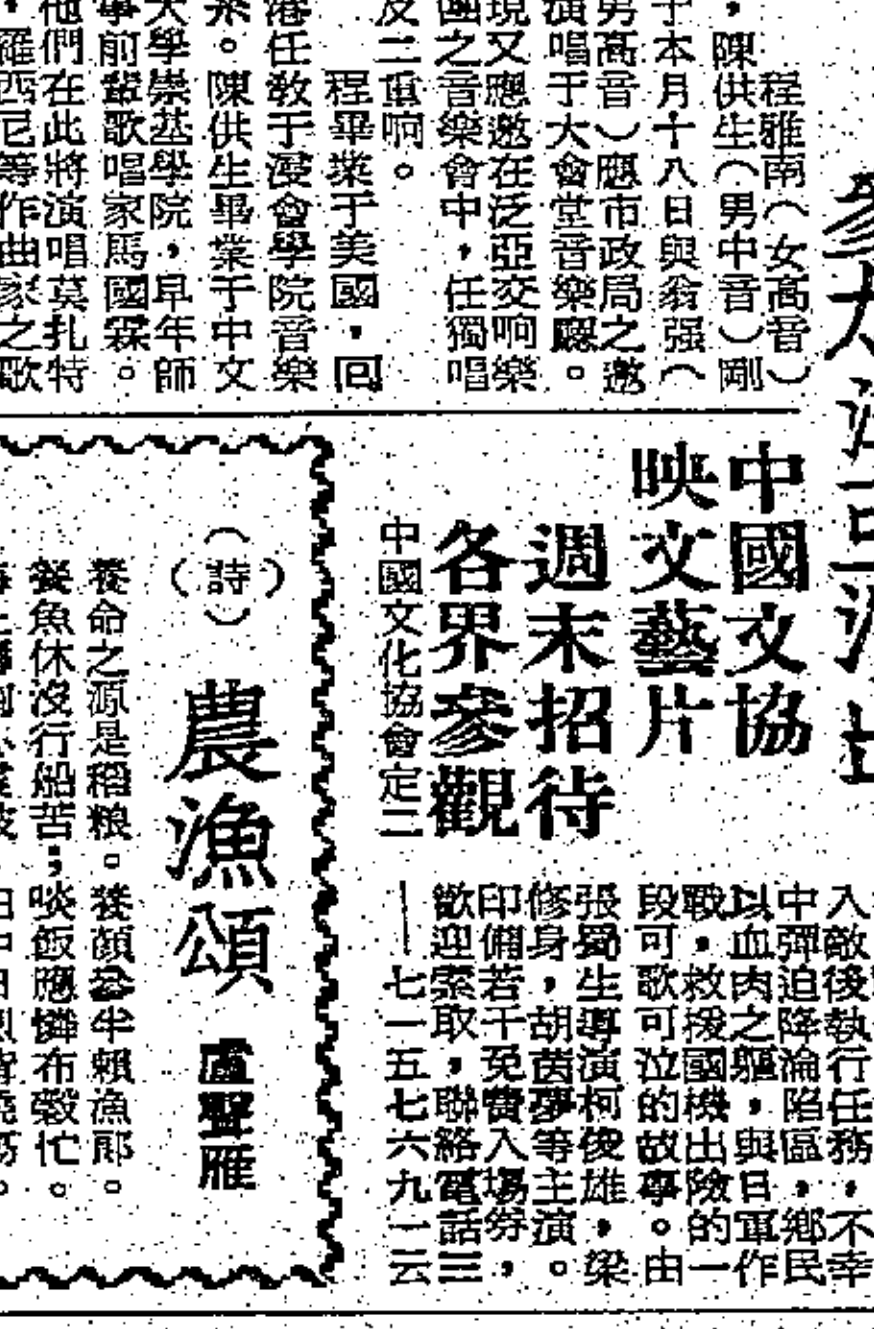 程雅南（女高音）
，陳供生（男中音）剛
于本月十八日與翁强（
男高音）應市政局之邀
演唱于大會堂音樂廳。
現又應邀在泛亞交响樂
團之音樂會中，任獨唱
及二重响。
程畢業于美國，回
港任教于浸會學院音樂
系。陳供生畢業于中文
大學崇基學院，早年師
事前輩歌唱家馬國霖。
他們在此將演唱莫扎特
，羅西尼等作曲家之歌
中國文協
映文藝片
週末招待
各界參觀
中國文化協會定二
入敵後執行任務，不幸
中彈迫降淪陷區，鄉民
以血肉之軀，與日軍作
戰，救援國機出險的一
段可歌可泣的故事。由
張蜀生導演柯俊雄，梁
修身，胡茵夢等主演。
印備若干免費入場券，
歡迎索取，聯絡電話三
—七一五七六九一云
（詩）
農漁頌
盧聖雁
養命之源是稻粮。養顏參半賴漁郎。
餐魚休沒行船苦；啖飯應憐布穀忙。